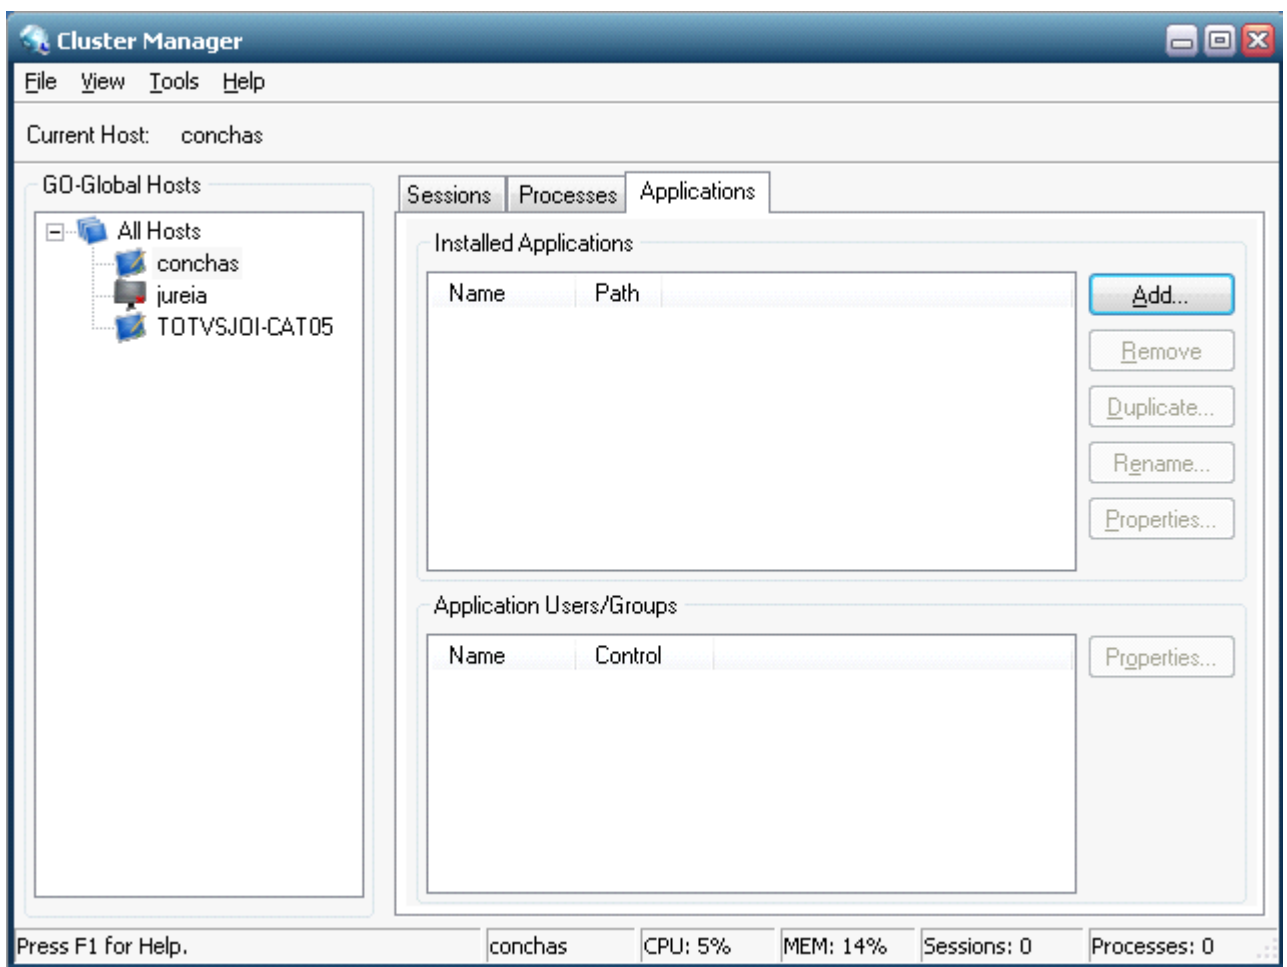 Cluster Manager
File View Tools Help
Current Host: conchas
GO-Global Hosts
All Hosts
conchas
jureia
TOTVSJOI-CAT05
Sessions Processes Applications
Installed Applications
Name Path
Add...
Remove
Duplicate...
Rename...
Properties...
Application Users/Groups
Name Control
Properties...
Press F1 for Help. conchas CPU: 5% MEM: 14% Sessions: 0 Processes: 0